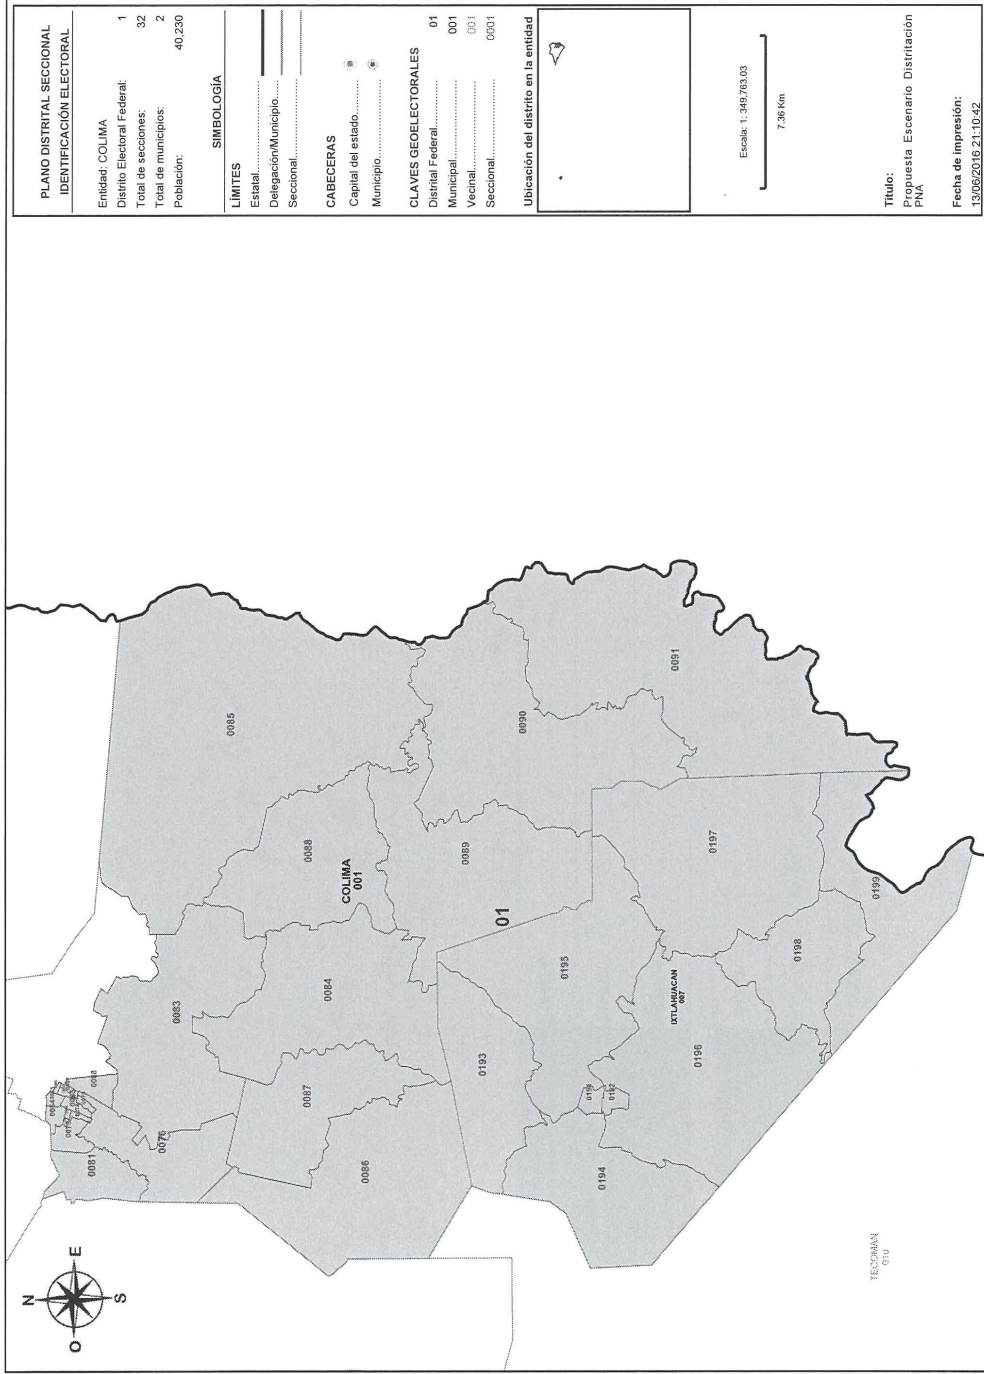 PLANO DISTRITAL SECCIONAL
IDENTIFICACIÓN ELECTORAL
Entidad: COLIMA
Distrito Electoral Federal: 1
Total de secciones: 32
Total de municipios: 2
Población: 40,230
SIMBOLOGÍA
LÍMITES
Estatal
Delegación/Municipio
Seccional
CABECERAS
Capital del estado
Municipio
CLAVES GEOELECTORALES
Distrital Federal 01
Municipal 001
Vecinal 001
Seccional 0001
Ubicación del distrito en la entidad
Escala: 1: 349,763.03
7.36 Km
Título:
Propuesta Escenario Distritación
PNA
Fecha de impresión:
13/06/2016 21:10:42
N
O
E
S
0081
0076
0083
0085
0088
COLIMA
001
0084
0087
0086
0089
0090
0091
01
0193
0195
0197
0194
0192
IXTLAHUACAN
007
0196
0198
0199
TECOMAN
010